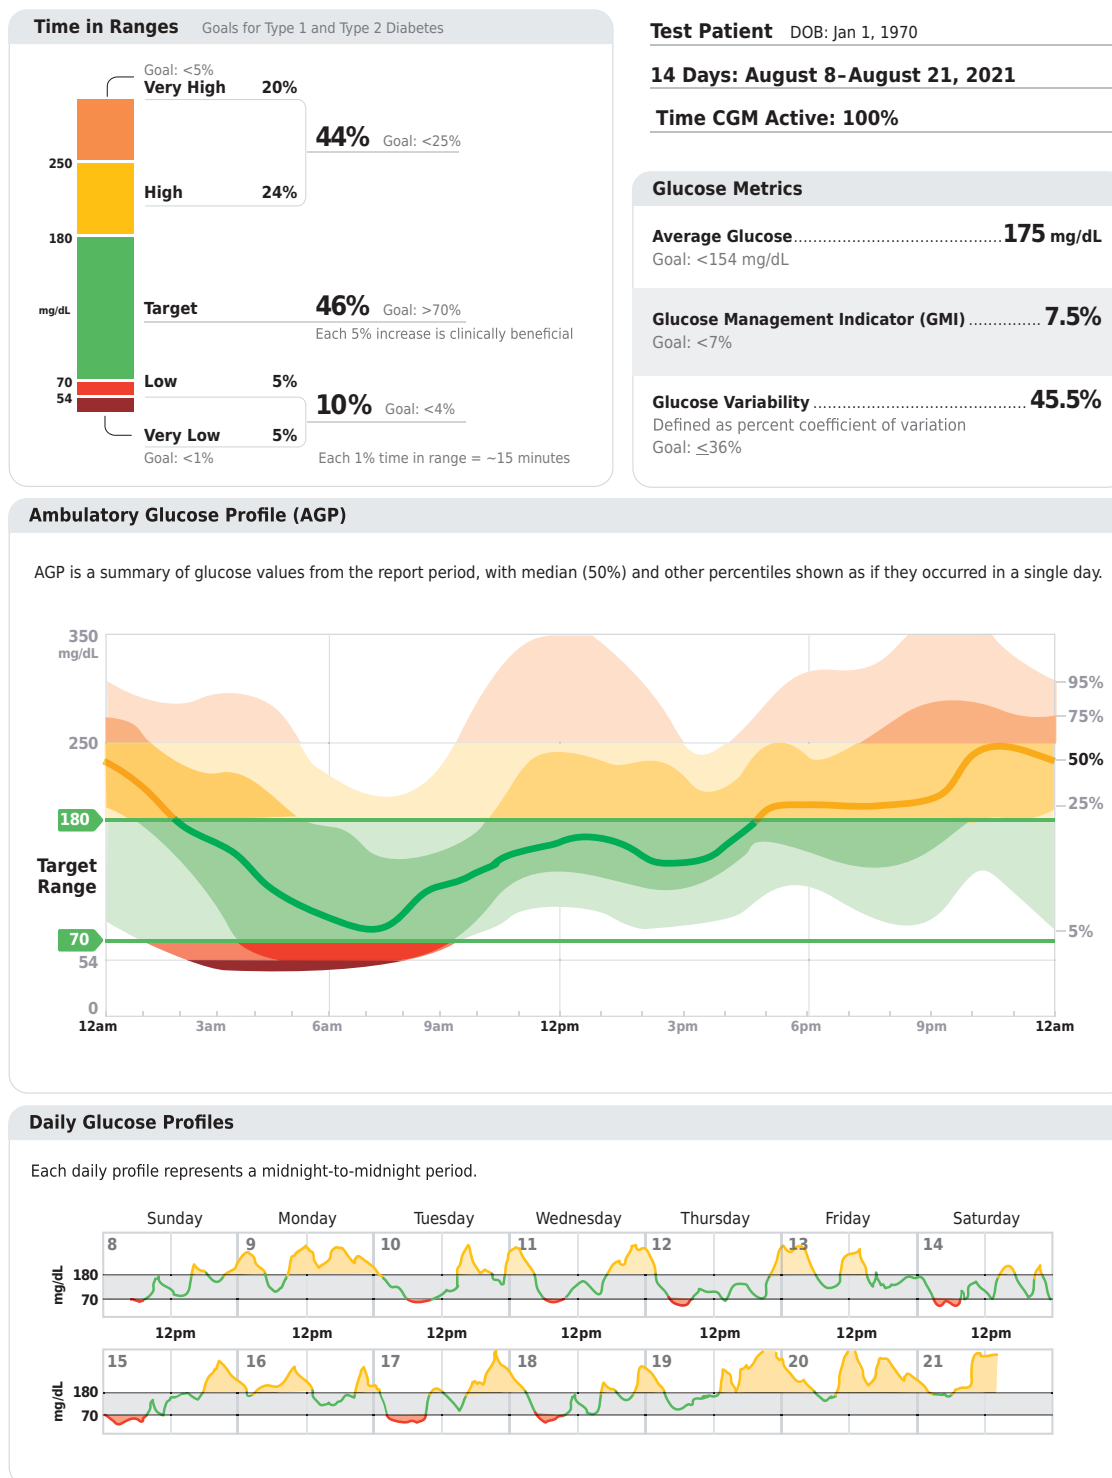 Time in Ranges Goals for Type 1 and Type 2 Diabetes
Goal: <5%
Very High 20%
44% Goal: <25%
250
High 24%
180
mg/dL
Target 46% Goal: >70%
Each 5% increase is clinically beneficial
70
Low 5%
54
10% Goal: <4%
Very Low 5%
Goal: <1%
Each 1% time in range = ~15 minutes
Test Patient DOB: Jan 1, 1970
14 Days: August 8–August 21, 2021
Time CGM Active: 100%
Glucose Metrics
Average Glucose 175 mg/dL
Goal: <154 mg/dL
Glucose Management Indicator (GMI) 7.5%
Goal: <7%
Glucose Variability 45.5%
Defined as percent coefficient of variation
Goal: ≤36%
Ambulatory Glucose Profile (AGP)
AGP is a summary of glucose values from the report period, with median (50%) and other percentiles shown as if they occurred in a single day.
350
mg/dL
95%
75%
250
50%
25%
180
Target
Range
70
5%
54
0
12am 3am 6am 9am 12pm 3pm 6pm 9pm 12am
Daily Glucose Profiles
Each daily profile represents a midnight-to-midnight period.
Sunday Monday Tuesday Wednesday Thursday Friday Saturday
8 9 10 11 12 13 14
mg/dL
180
70
12pm 12pm 12pm 12pm 12pm 12pm 12pm
15 16 17 18 19 20 21
mg/dL
180
70